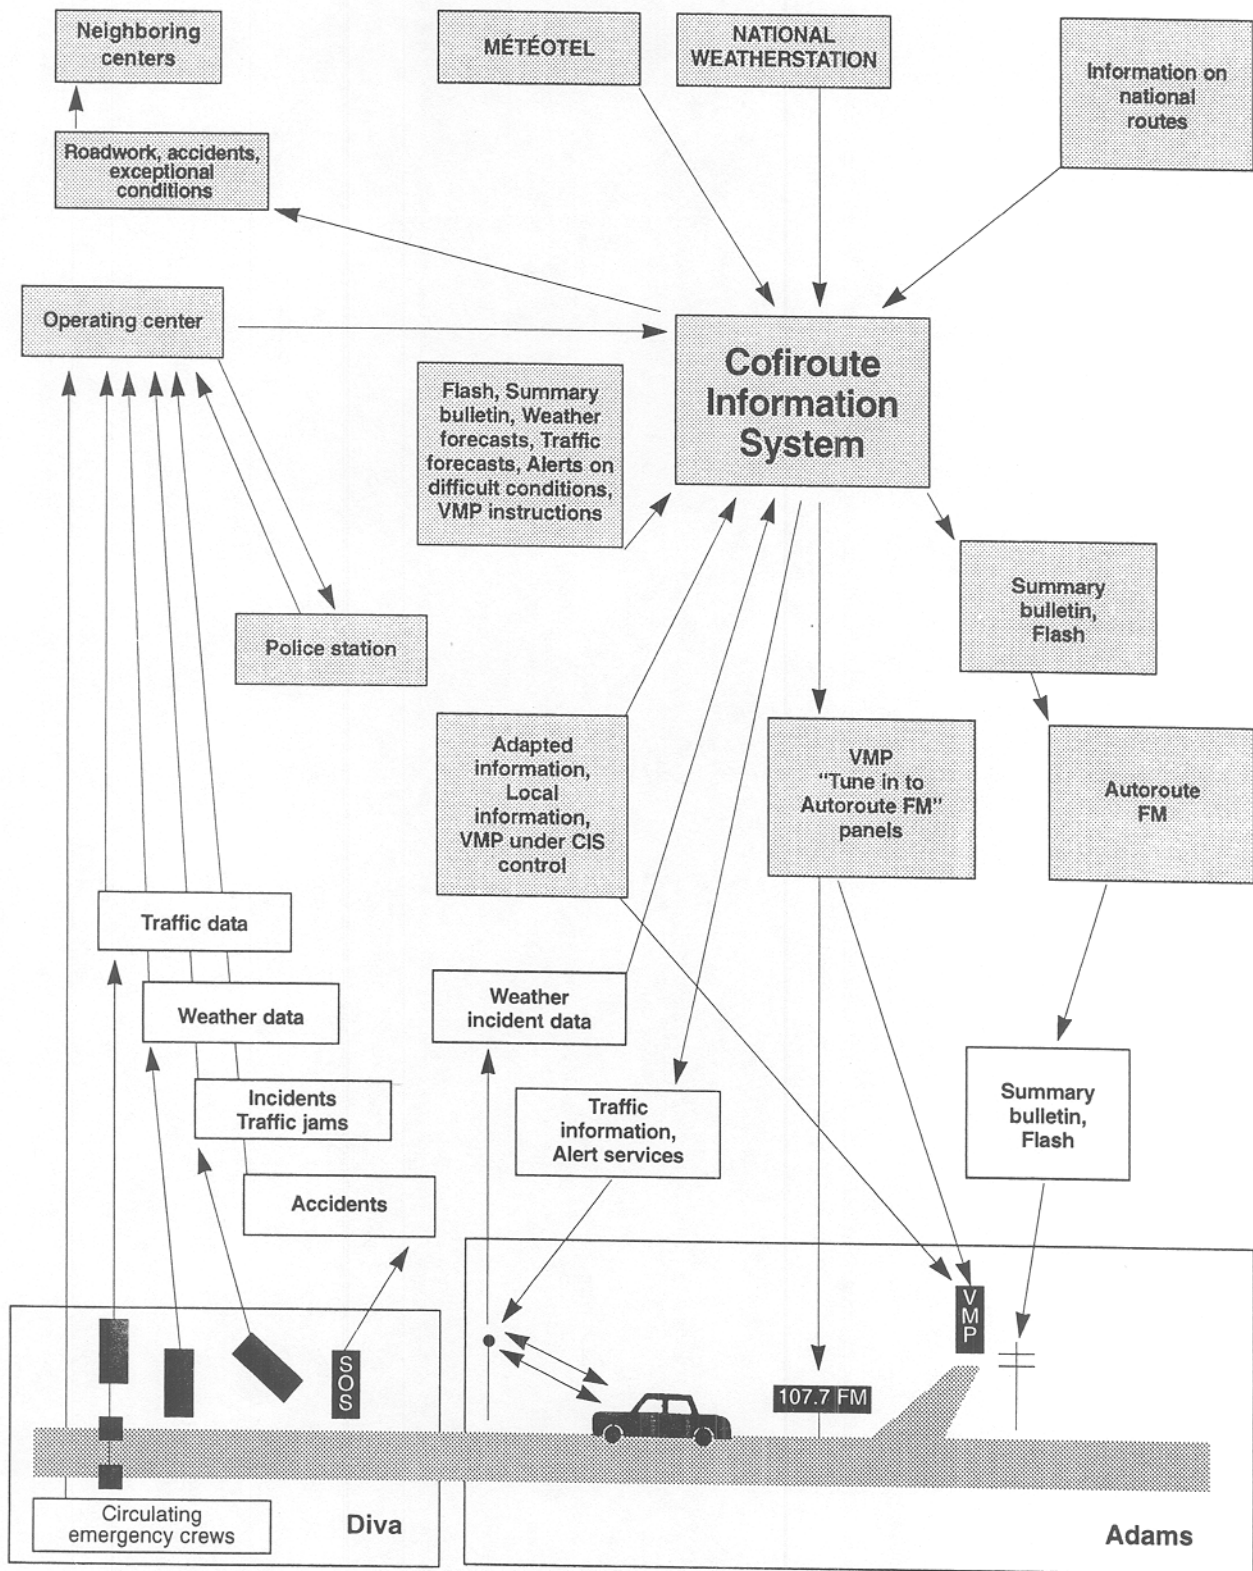 Neighboring
centers
MÉTÉOTEL
NATIONAL
WEATHERSTATION
Information on
national
routes
Roadwork, accidents,
exceptional
conditions
Operating center
Cofiroute
Information
System
Flash, Summary
bulletin, Weather
forecasts, Traffic
forecasts, Alerts on
difficult conditions,
VMP instructions
Summary
bulletin,
Flash
Police station
Adapted
information,
Local
information,
VMP under CIS
control
VMP
"Tune in to
Autoroute FM"
panels
Autoroute
FM
Traffic data
Weather data
Weather
incident data
Incidents
Traffic jams
Traffic
information,
Alert services
Summary
bulletin,
Flash
Accidents
VMP
SOS
107.7 FM
Circulating
emergency crews
Diva
Adams